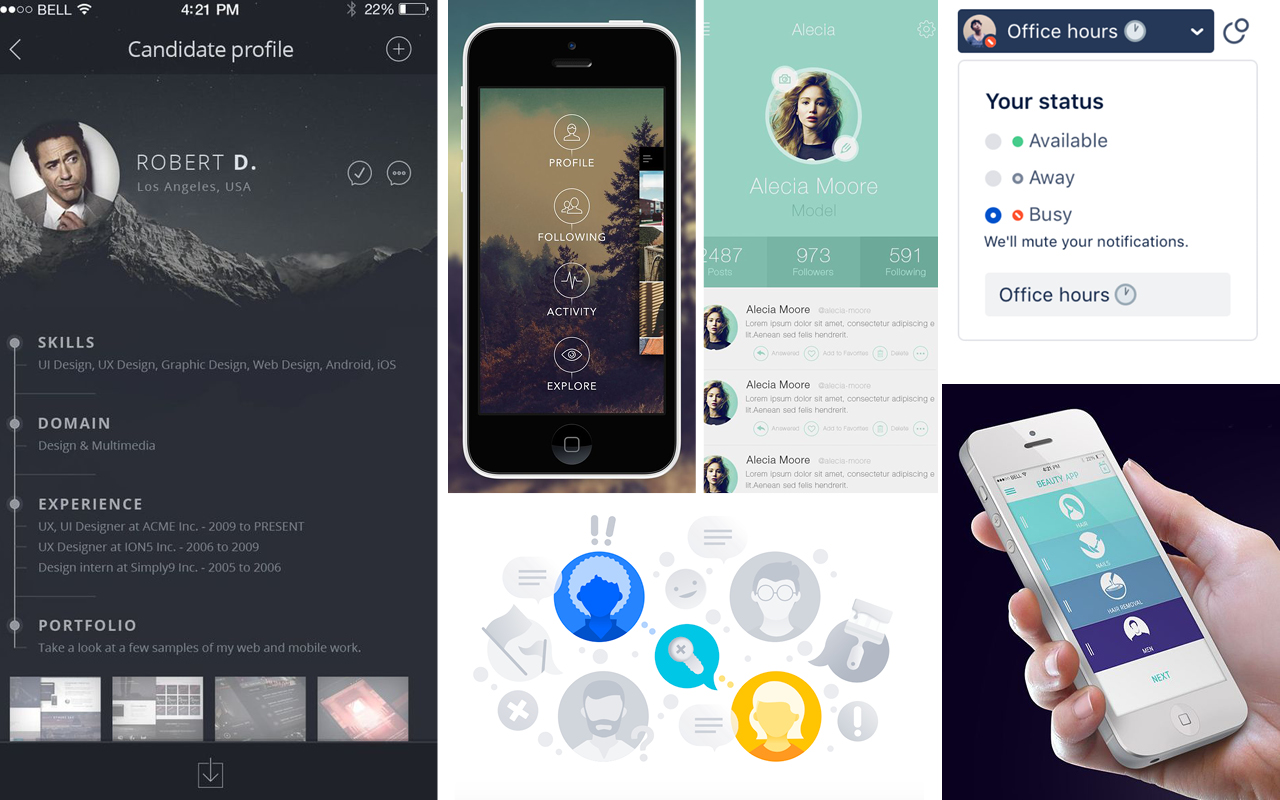 BELL 4:21 PM 22%
Candidate profile
ROBERT D.
Los Angeles, USA
SKILLS
UI Design, UX Design, Graphic Design, Web Design, Android, iOS
DOMAIN
Design & Multimedia
EXPERIENCE
UX, UI Designer at ACME Inc. - 2009 to PRESENT
UX Designer at ION5 Inc. - 2006 to 2009
Design intern at Simply9 Inc. - 2005 to 2006
PORTFOLIO
Take a look at a few samples of my web and mobile work.
PROFILE
FOLLOWING
ACTIVITY
EXPLORE
Alecia
Alecia Moore
Model
2487 973 591
Posts Followers Following
Alecia Moore @alecia-moore
Lorem ipsum dolor sit amet, consectetur adipiscing e
lit.Aenean sed felis hendrerit.
Answered Add to Favorites Delete
Alecia Moore @alecia-moore
Lorem ipsum dolor sit amet, consectetur adipiscing e
lit.Aenean sed felis hendrerit.
Answered Add to Favorites Delete
Alecia Moore @alecia-moore
Lorem ipsum dolor sit amet, consectetur adipiscing e
lit.Aenean sed felis hendrerit.
Office hours
Your status
Available
Away
Busy
We'll mute your notifications.
Office hours
!!
?
!
BELL 4:21 PM 22%
BEAUTY APP
HAIR
NAILS
HAIR REMOVAL
MEN
NEXT